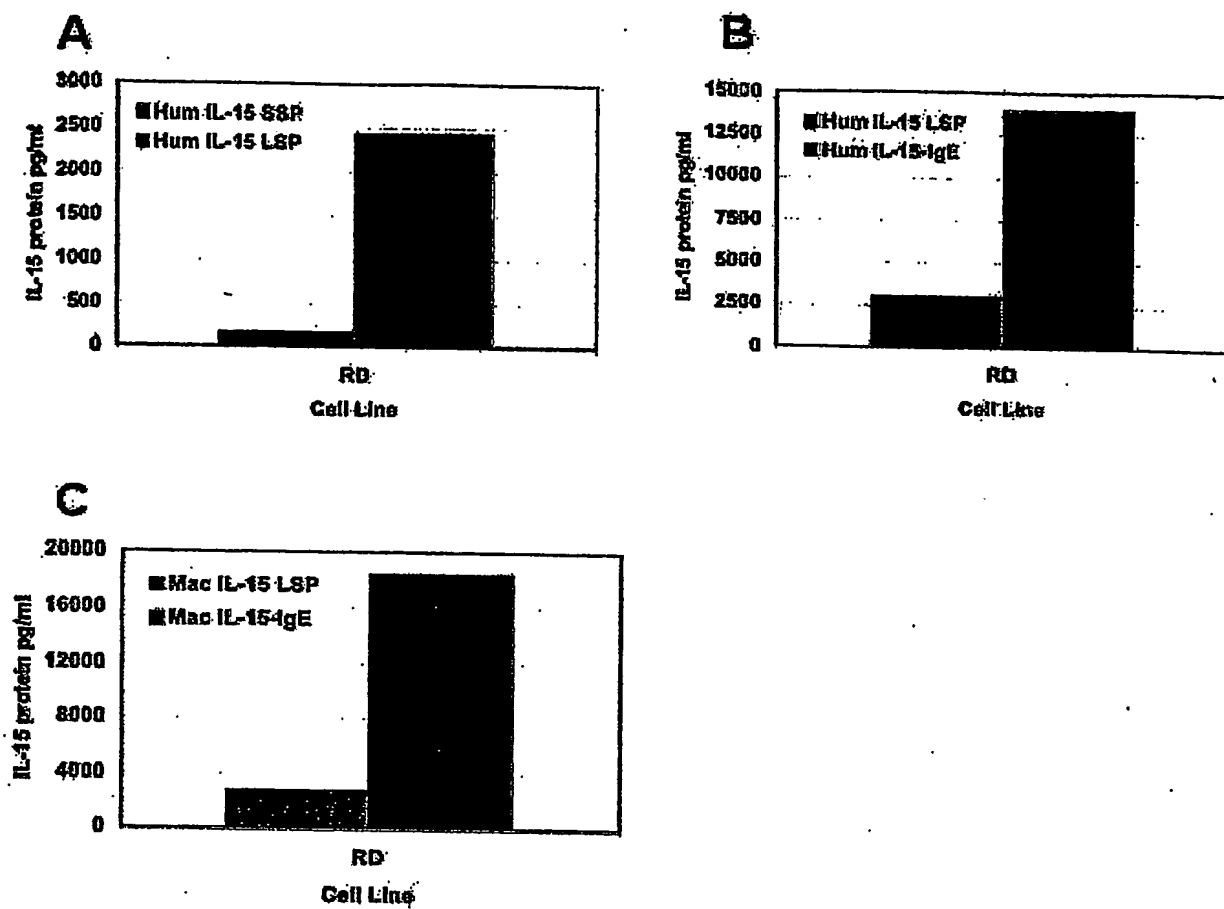 A
3000
2500
2000
1500
1000
500
0
IL-15 protein pg/ml
Hum IL-15 SSP
Hum IL-15 LSP
RD
Cell Line
B
15000
12500
10000
7500
5000
2500
0
IL-15 protein pg/ml
Hum IL-15 LSP
Hum IL-15-IgE
RD
Cell Line
C
20000
16000
12000
8000
4000
0
IL-15 protein pg/ml
Mac IL-15 LSP
Mac IL-15-IgE
RD
Cell Line